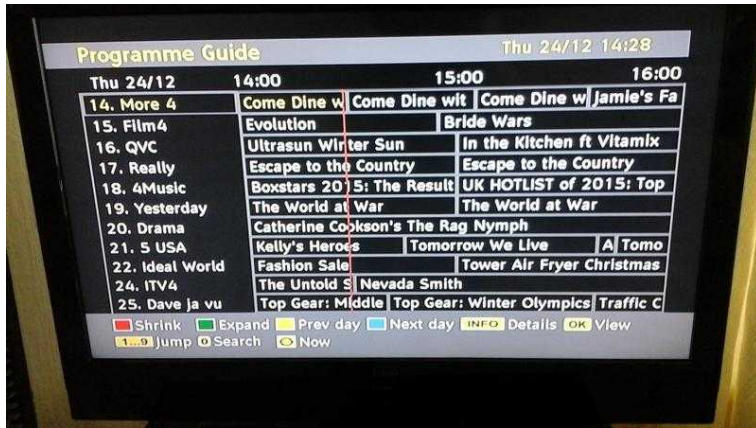 Programme Guide Thu 24/12 14:28
Thu 24/12 14:00 15:00 16:00
14. More 4 Come Dine w Come Dine wit Come Dine w Jamie's Fa
15. Film4 Evolution Bride Wars
16. QVC Ultrasun Winter Sun In the Kitchen ft Vitamix
17. Really Escape to the Country Escape to the Country
18. 4Music Boxstars 2015: The Result UK HOTLIST of 2015: Top
19. Yesterday The World at War The World at War
20. Drama Catherine Cookson's The Rag Nymph
21. 5 USA Kelly's Heroes Tomorrow We Live A Tomo
22. Ideal World Fashion Sale Tower Air Fryer Christmas
24. ITV4 The Untold S Nevada Smith
25. Dave ja vu Top Gear: Middle Top Gear: Winter Olympics Traffic C
Shrink Expand Prev day Next day INFO Details OK View
1...9 Jump 0 Search Now